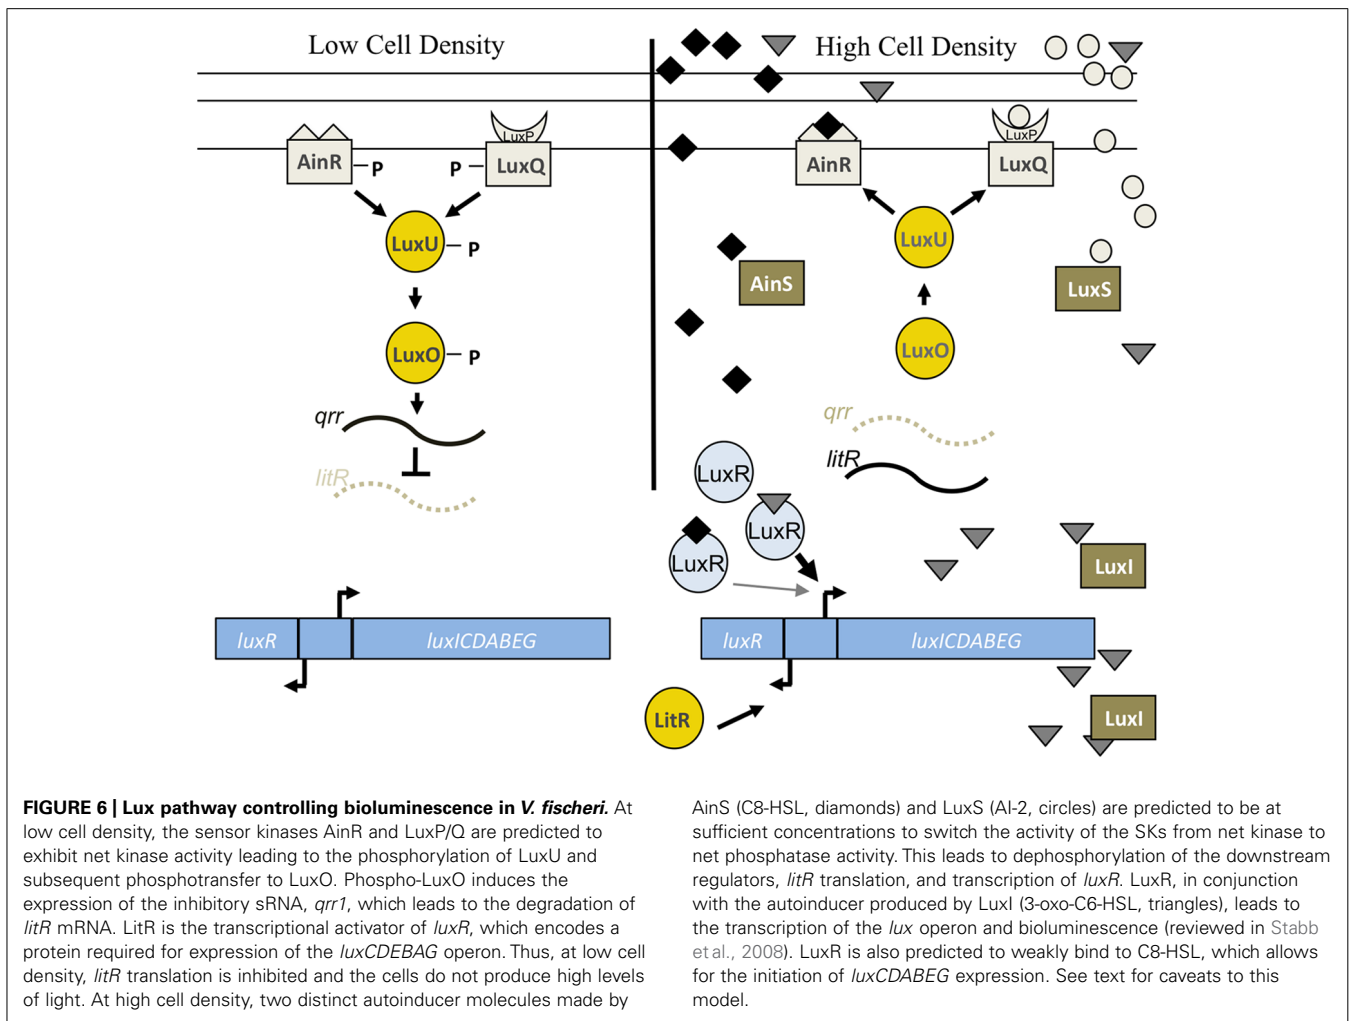 Low Cell Density
High Cell Density
LuxP
AinR
P
P
LuxQ
LuxU
P
LuxO
P
qrr
litR
luxR
luxICDABEG
LuxP
AinR
LuxQ
LuxU
AinS
LuxS
LuxO
qrr
litR
LuxR
LuxR
LuxR
LuxI
luxR
luxICDABEG
LitR
LuxI
FIGURE 6 | Lux pathway controlling bioluminescence in V. fischeri. At
low cell density, the sensor kinases AinR and LuxP/Q are predicted to
exhibit net kinase activity leading to the phosphorylation of LuxU and
subsequent phosphotransfer to LuxO. Phospho-LuxO induces the
expression of the inhibitory sRNA, qrr1, which leads to the degradation of
litR mRNA. LitR is the transcriptional activator of luxR, which encodes a
protein required for expression of the luxCDEBAG operon. Thus, at low cell
density, litR translation is inhibited and the cells do not produce high levels
of light. At high cell density, two distinct autoinducer molecules made by
AinS (C8-HSL, diamonds) and LuxS (AI-2, circles) are predicted to be at
sufficient concentrations to switch the activity of the SKs from net kinase to
net phosphatase activity. This leads to dephosphorylation of the downstream
regulators, litR translation, and transcription of luxR. LuxR, in conjunction
with the autoinducer produced by LuxI (3-oxo-C6-HSL, triangles), leads to
the transcription of the lux operon and bioluminescence (reviewed in Stabb
et al., 2008). LuxR is also predicted to weakly bind to C8-HSL, which allows
for the initiation of luxCDABEG expression. See text for caveats to this
model.